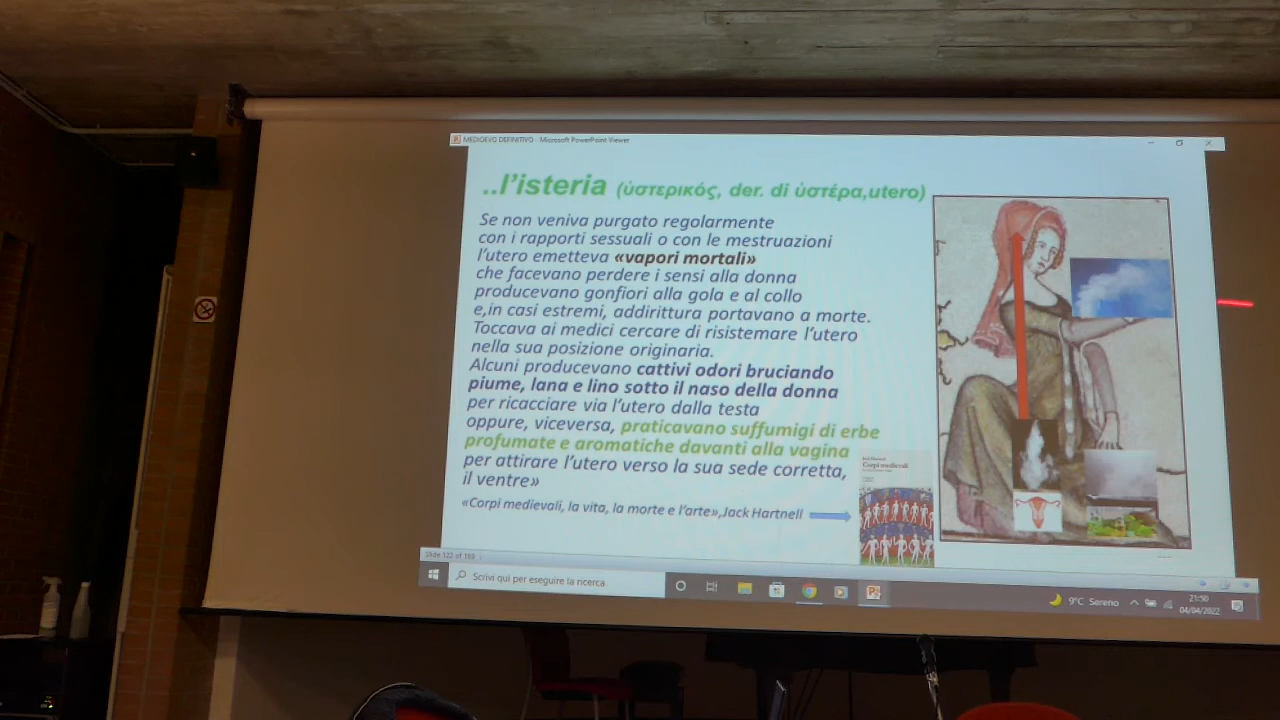 MEDIOEVO DEFINITIVO - Microsoft PowerPoint Viewer
..l'isteria (ὑστερικός, der. di ὑστέρα,utero)
Se non veniva purgato regolarmente
con i rapporti sessuali o con le mestruazioni
l'utero emetteva «vapori mortali»
che facevano perdere i sensi alla donna
producevano gonfiori alla gola e al collo
e,in casi estremi, addirittura portavano a morte.
Toccava ai medici cercare di risistemare l'utero
nella sua posizione originaria.
Alcuni producevano cattivi odori bruciando
piume, lana e lino sotto il naso della donna
per ricacciare via l'utero dalla testa
oppure, viceversa, praticavano suffumigi di erbe
profumate e aromatiche davanti alla vagina
per attirare l'utero verso la sua sede corretta,
il ventre»
«Corpi medievali, la vita, la morte e l'arte»,Jack Hartnell
Jack Hartnell
Corpi medievali
Slide 122 of 169
Scrivi qui per eseguire la ricerca
9°C Sereno
21:50
04/04/2022